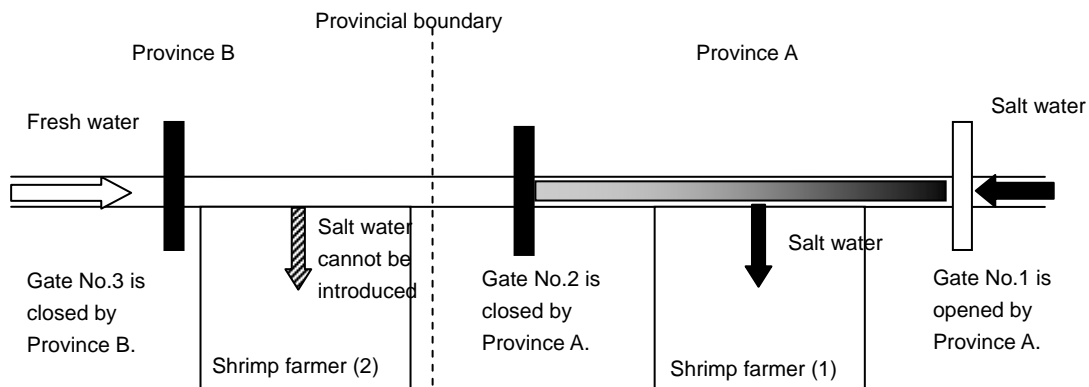 Provincial boundary
Province B
Province A
Fresh water
Salt water
Salt water
cannot be
introduced
Salt water
Gate No.3 is
closed by
Province B.
Gate No.2 is
closed by
Province A.
Gate No.1 is
opened by
Province A.
Shrimp farmer (2)
Shrimp farmer (1)